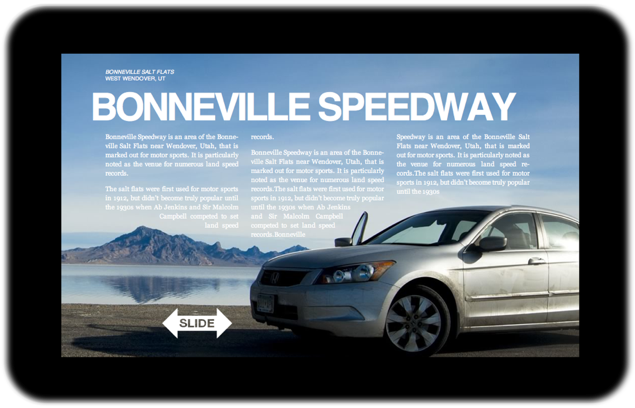 BONNEVILLE SALT FLATS
WEST WENDOVER, UT
BONNEVILLE SPEEDWAY
Bonneville Speedway is an area of the Bonne-
ville Salt Flats near Wendover, Utah, that is
marked out for motor sports. It is particularly
noted as the venue for numerous land speed
records.
The salt flats were first used for motor sports
in 1912, but didn't become truly popular until
the 1930s when Ab Jenkins and Sir Malcolm
Campbell competed to set
land speed
records.
Bonneville Speedway is an area of the Bonne-
ville Salt Flats near Wendover, Utah, that is
marked out for motor sports. It is particularly
noted as the venue for numerous land speed
records.The salt flats were first used for motor
sports in 1912, but didn't become truly popular
until the 1930s when Ab Jenkins
and Sir Malcolm Campbell
competed to set land speed
records.Bonneville
Speedway is an area of the Bonneville Salt
Flats near Wendover, Utah, that is marked
out for motor sports. It is particularly noted as
the venue for numerous land speed re-
cords.The salt flats were first used for motor
sports in 1912, but didn't become truly popular
until the 1930s
SLIDE